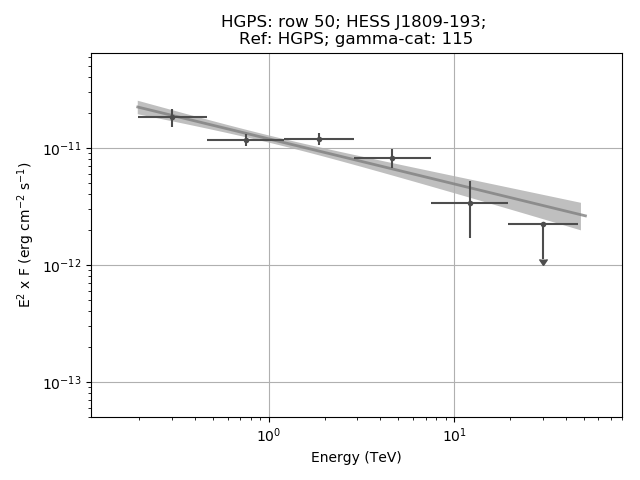 HGPS: row 50; HESS J1809-193;
Ref: HGPS; gamma-cat: 115
E² x F (erg cm⁻² s⁻¹)
10⁻¹¹
10⁻¹²
10⁻¹³
10⁰ 10¹
Energy (TeV)